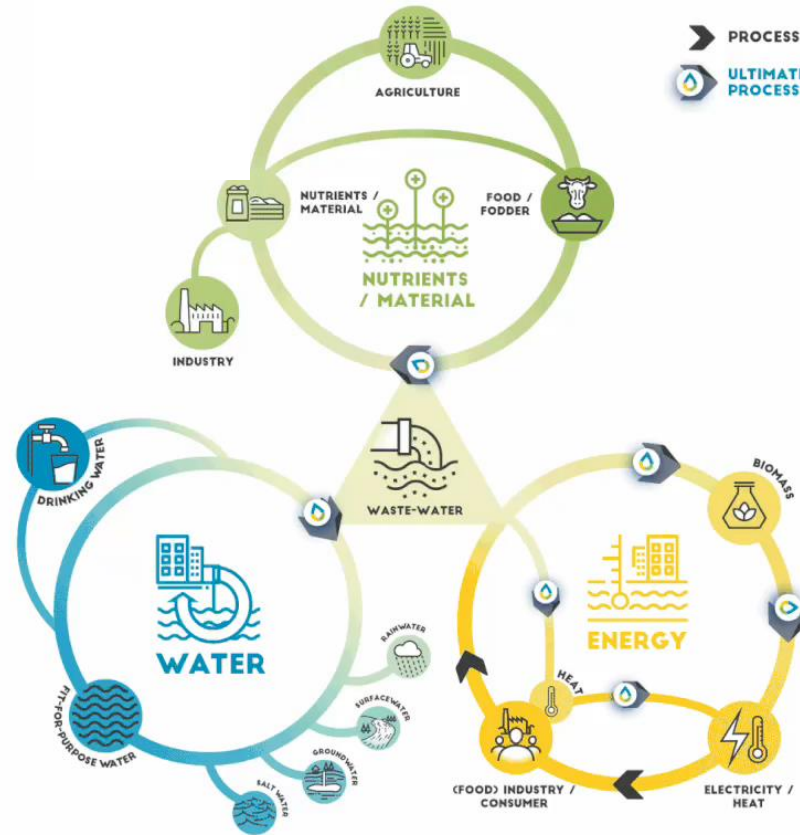 PROCESS
ULTIMATE
PROCESS
AGRICULTURE
NUTRIENTS /
MATERIAL
FOOD /
FODDER
NUTRIENTS
/ MATERIAL
INDUSTRY
WASTE-WATER
DRINKING WATER
WATER
FIT-FOR-PURPOSE WATER
RAINWATER
SURFACEWATER
GROUNDWATER
SALT WATER
BIOMASS
ENERGY
HEAT
(FOOD) INDUSTRY /
CONSUMER
ELECTRICITY /
HEAT